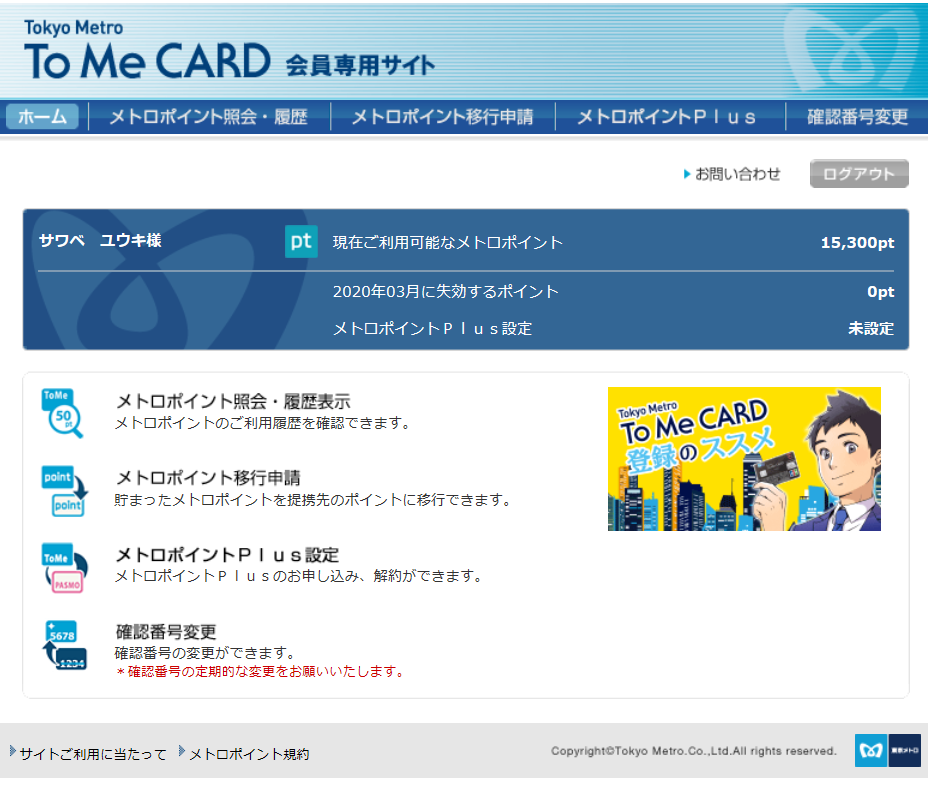 Tokyo Metro
To Me CARD 会員専用サイト
ホーム メトロポイント照会・履歴 メトロポイント移行申請 メトロポイントＰｌｕｓ 確認番号変更
お問い合わせ ログアウト
サワベ　ユウキ様 pt 現在ご利用可能なメトロポイント 15,300pt
2020年03月に失効するポイント 0pt
メトロポイントＰｌｕｓ設定 未設定
ToMe
50
pt
メトロポイント照会・履歴表示
メトロポイントのご利用履歴を確認できます。
point
point
メトロポイント移行申請
貯まったメトロポイントを提携先のポイントに移行できます。
ToMe
PASMO
メトロポイントＰｌｕｓ設定
メトロポイントＰｌｕｓのお申し込み、解約ができます。
5678
1234
確認番号変更
確認番号の変更ができます。
＊確認番号の定期的な変更をお願いいたします。
Tokyo Metro
To Me CARD
登録のススメ
サイトご利用に当たって メトロポイント規約
Copyright©Tokyo Metro.Co.,Ltd.All rights reserved.
東京メトロ